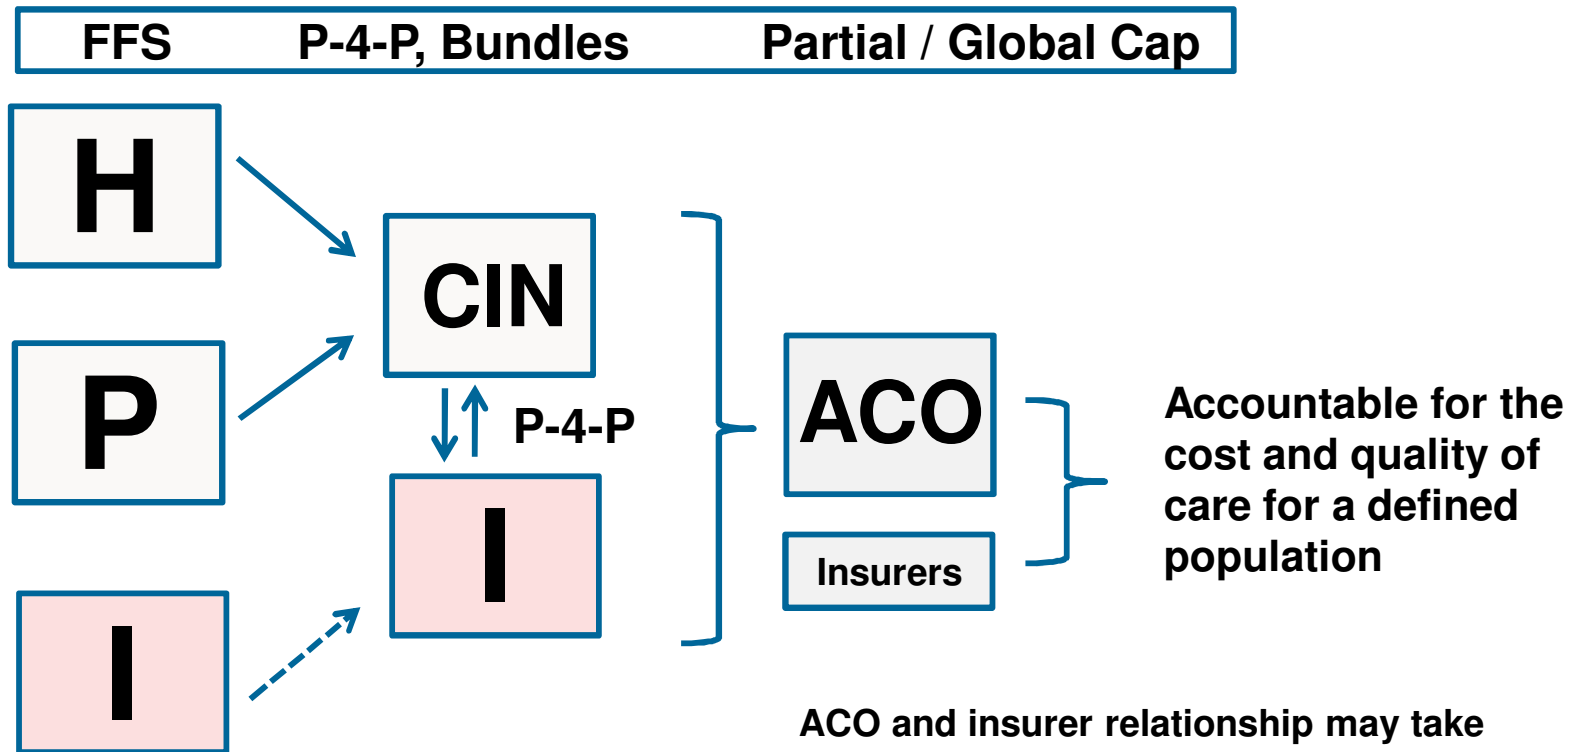 FFS P-4-P, Bundles Partial / Global Cap
H
CIN
P
P-4-P
ACO
Accountable for the
cost and quality of
care for a defined
population
I
Insurers
I
ACO and insurer relationship may take